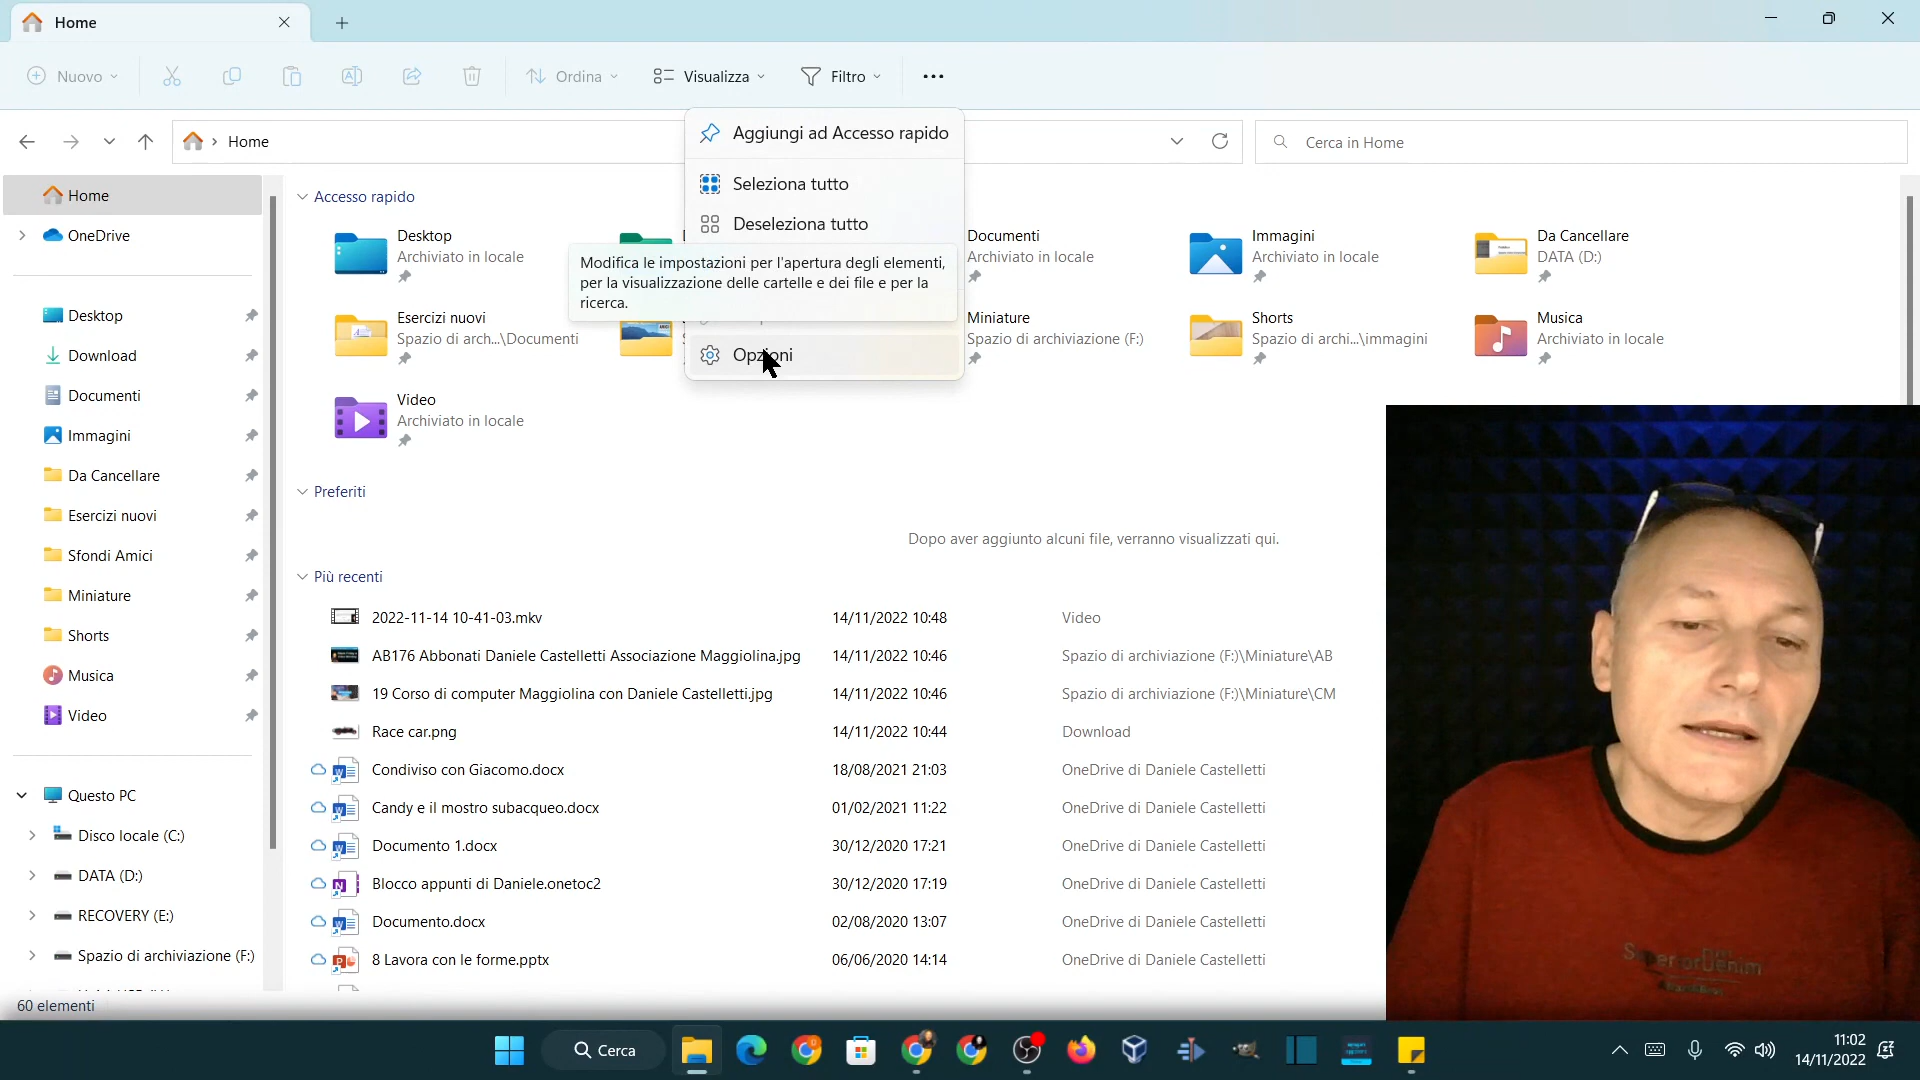 Home
Nuovo
Ordina
Visualizza
Filtro
Home
Cerca in Home
Aggiungi ad Accesso rapido
Seleziona tutto
Deseleziona tutto
Modifica le impostazioni per l'apertura degli elementi,
per la visualizzazione delle cartelle e dei file e per la
ricerca.
Opzioni
Home
OneDrive
Desktop
Download
Documenti
Immagini
Da Cancellare
Esercizi nuovi
Sfondi Amici
Miniature
Shorts
Musica
Video
Questo PC
Disco locale (C:)
DATA (D:)
RECOVERY (E:)
Spazio di archiviazione (F:)
60 elementi
Accesso rapido
Desktop
Archiviato in locale
Documenti
Archiviato in locale
Immagini
Archiviato in locale
Da Cancellare
DATA (D:)
Esercizi nuovi
Spazio di arch...\Documenti
Miniature
Spazio di archiviazione (F:)
Shorts
Spazio di archi...\immagini
Musica
Archiviato in locale
Video
Archiviato in locale
Preferiti
Dopo aver aggiunto alcuni file, verranno visualizzati qui.
Più recenti
2022-11-14 10-41-03.mkv 14/11/2022 10:48 Video
AB176 Abbonati Daniele Castelletti Associazione Maggiolina.jpg 14/11/2022 10:46 Spazio di archiviazione (F:)\Miniature\AB
19 Corso di computer Maggiolina con Daniele Castelletti.jpg 14/11/2022 10:46 Spazio di archiviazione (F:)\Miniature\CM
Race car.png 14/11/2022 10:44 Download
Condiviso con Giacomo.docx 18/08/2021 21:03 OneDrive di Daniele Castelletti
Candy e il mostro subacqueo.docx 01/02/2021 11:22 OneDrive di Daniele Castelletti
Documento 1.docx 30/12/2020 17:21 OneDrive di Daniele Castelletti
Blocco appunti di Daniele.onetoc2 30/12/2020 17:19 OneDrive di Daniele Castelletti
Documento.docx 02/08/2020 13:07 OneDrive di Daniele Castelletti
8 Lavora con le forme.pptx 06/06/2020 14:14 OneDrive di Daniele Castelletti
SuperiorDenim
Cerca
11:02
14/11/2022